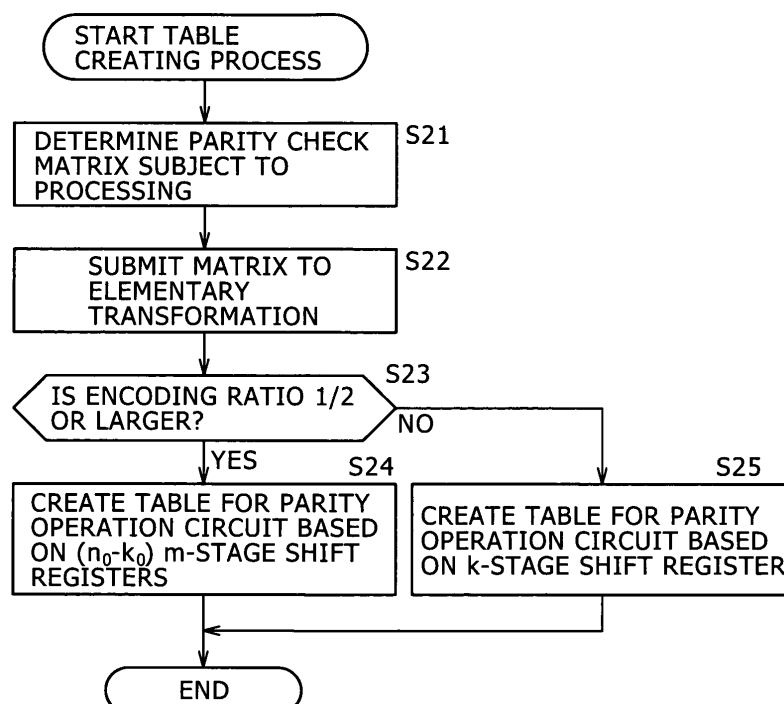 START TABLE
CREATING PROCESS
S21
DETERMINE PARITY CHECK
MATRIX SUBJECT TO
PROCESSING
S22
SUBMIT MATRIX TO
ELEMENTARY
TRANSFORMATION
S23
IS ENCODING RATIO 1/2
OR LARGER?
NO
YES
S24
CREATE TABLE FOR PARITY
OPERATION CIRCUIT BASED
ON (n₀-k₀) m-STAGE SHIFT
REGISTERS
S25
CREATE TABLE FOR PARITY
OPERATION CIRCUIT BASED
ON k-STAGE SHIFT REGISTER
END